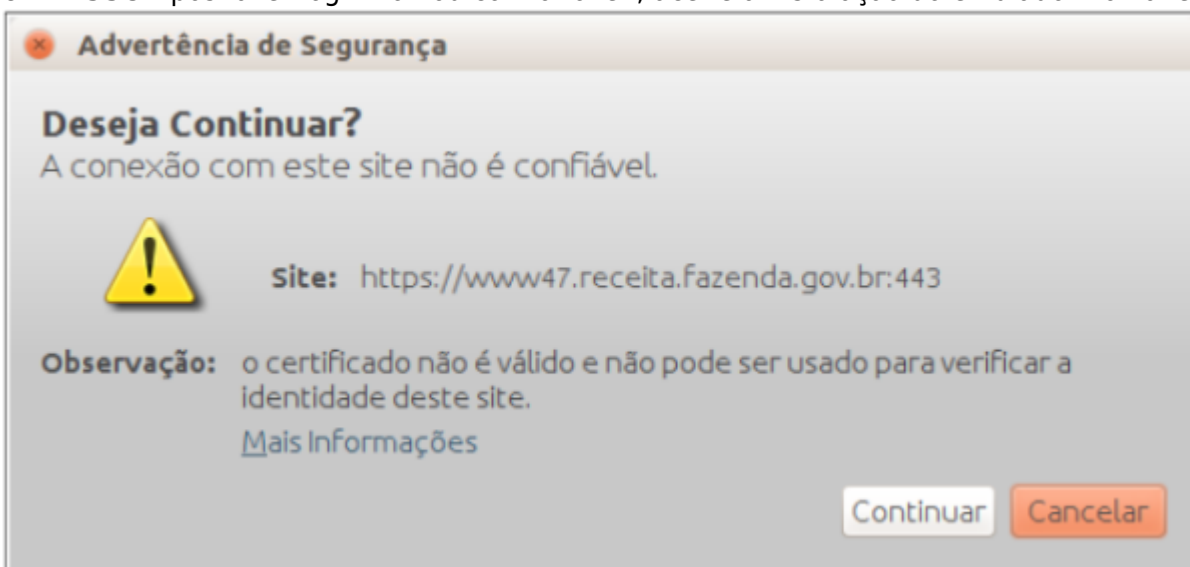 Advertência de Segurança
Deseja Continuar?
A conexão com este site não é confiável.
Site: https://www47.receita.fazenda.gov.br:443
Observação: o certificado não é válido e não pode ser usado para verificar a
identidade deste site.
Mais Informações
Continuar Cancelar